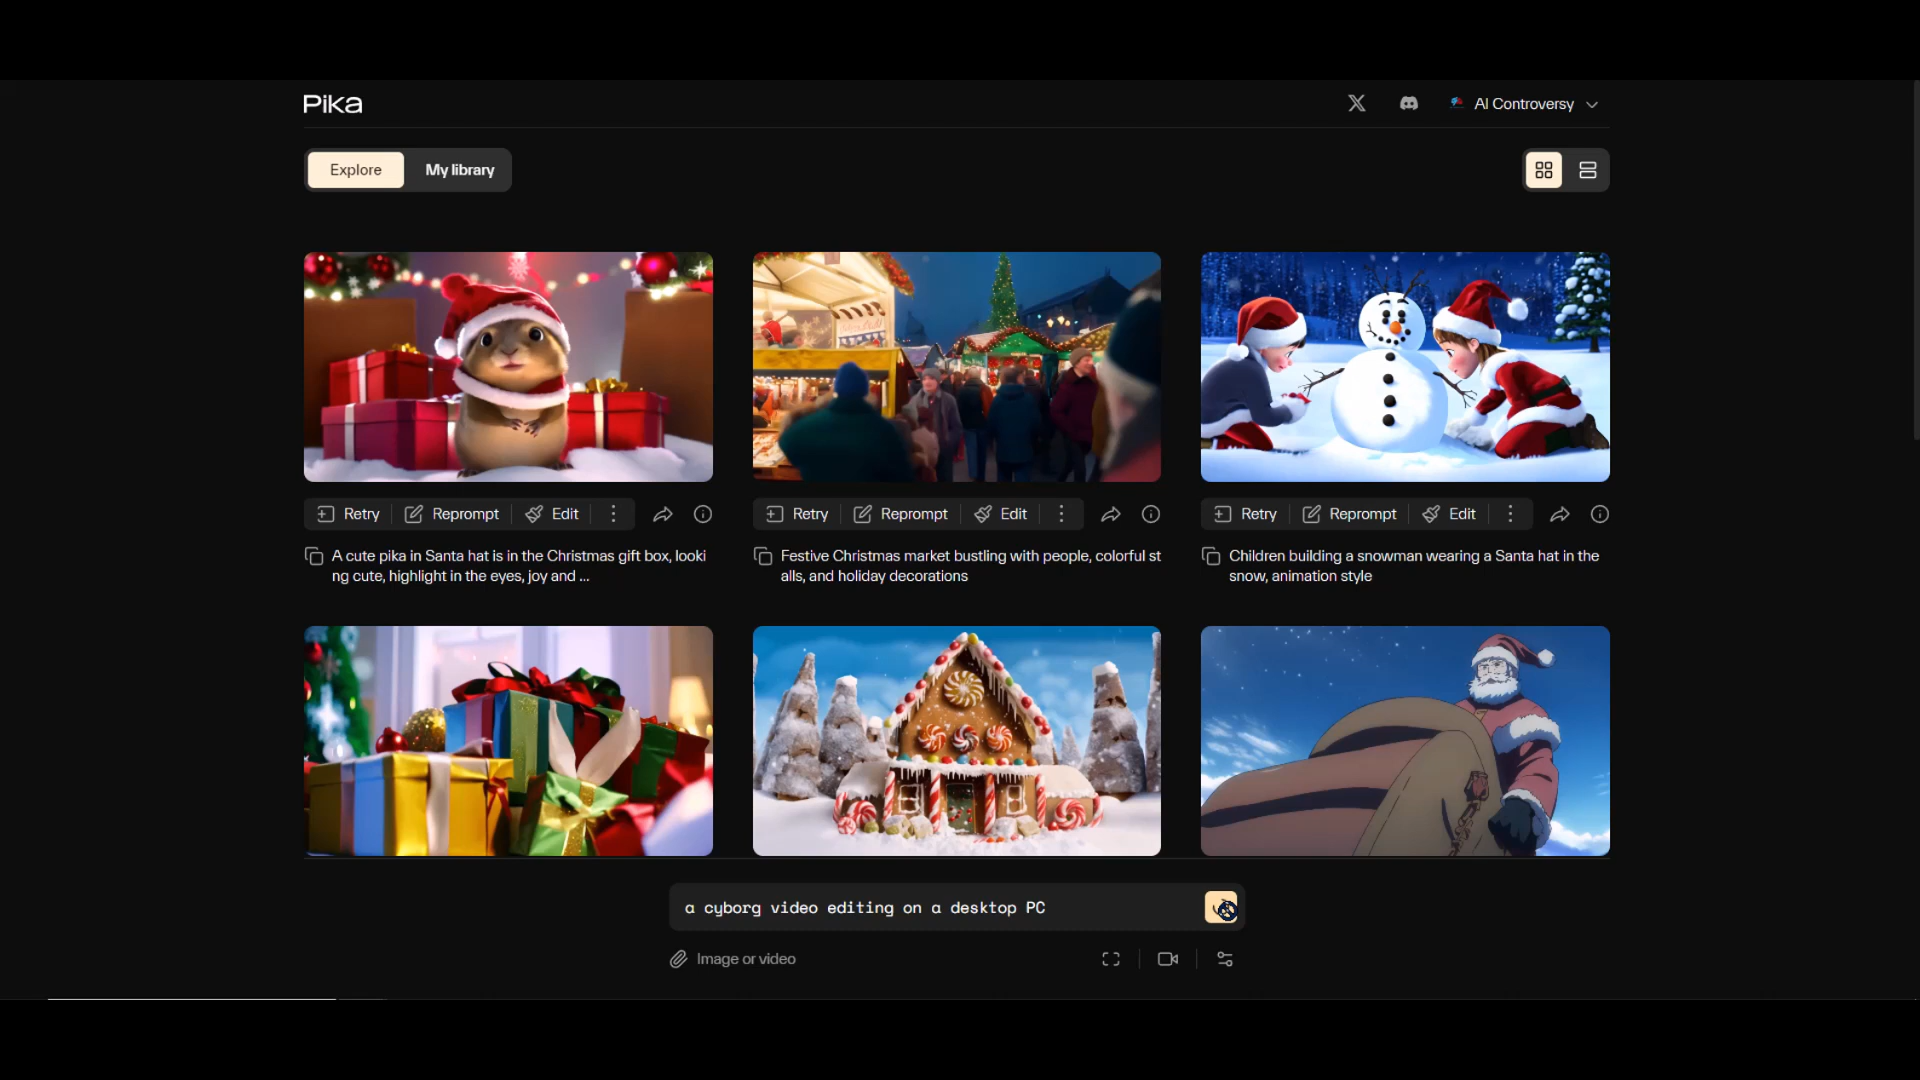 Pika
AI Controversy
Explore
My library
Retry
Reprompt
Edit
Retry
Reprompt
Edit
Retry
Reprompt
Edit
A cute pika in Santa hat is in the Christmas gift box, looki
ng cute, highlight in the eyes, joy and ...
Festive Christmas market bustling with people, colorful st
alls, and holiday decorations
Children building a snowman wearing a Santa hat in the
snow, animation style
a cyborg video editing on a desktop PC
Image or video